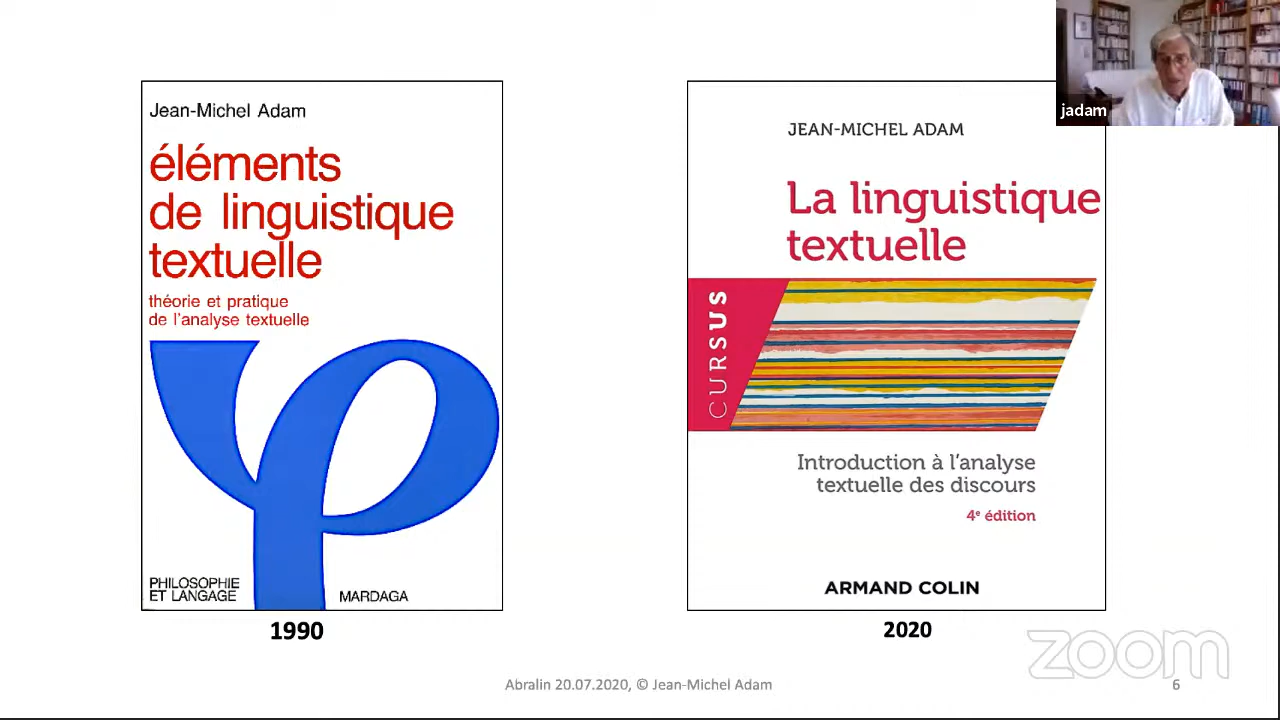 jadam
Jean-Michel Adam
éléments
de linguistique
textuelle
théorie et pratique
de l'analyse textuelle
PHILOSOPHIE
ET LANGAGE
MARDAGA
1990
JEAN-MICHEL ADAM
La linguistique
textuelle
CURSUS
Introduction à l'analyse
textuelle des discours
4e édition
ARMAND COLIN
2020
zoom
Abralin 20.07.2020, © Jean-Michel Adam
6